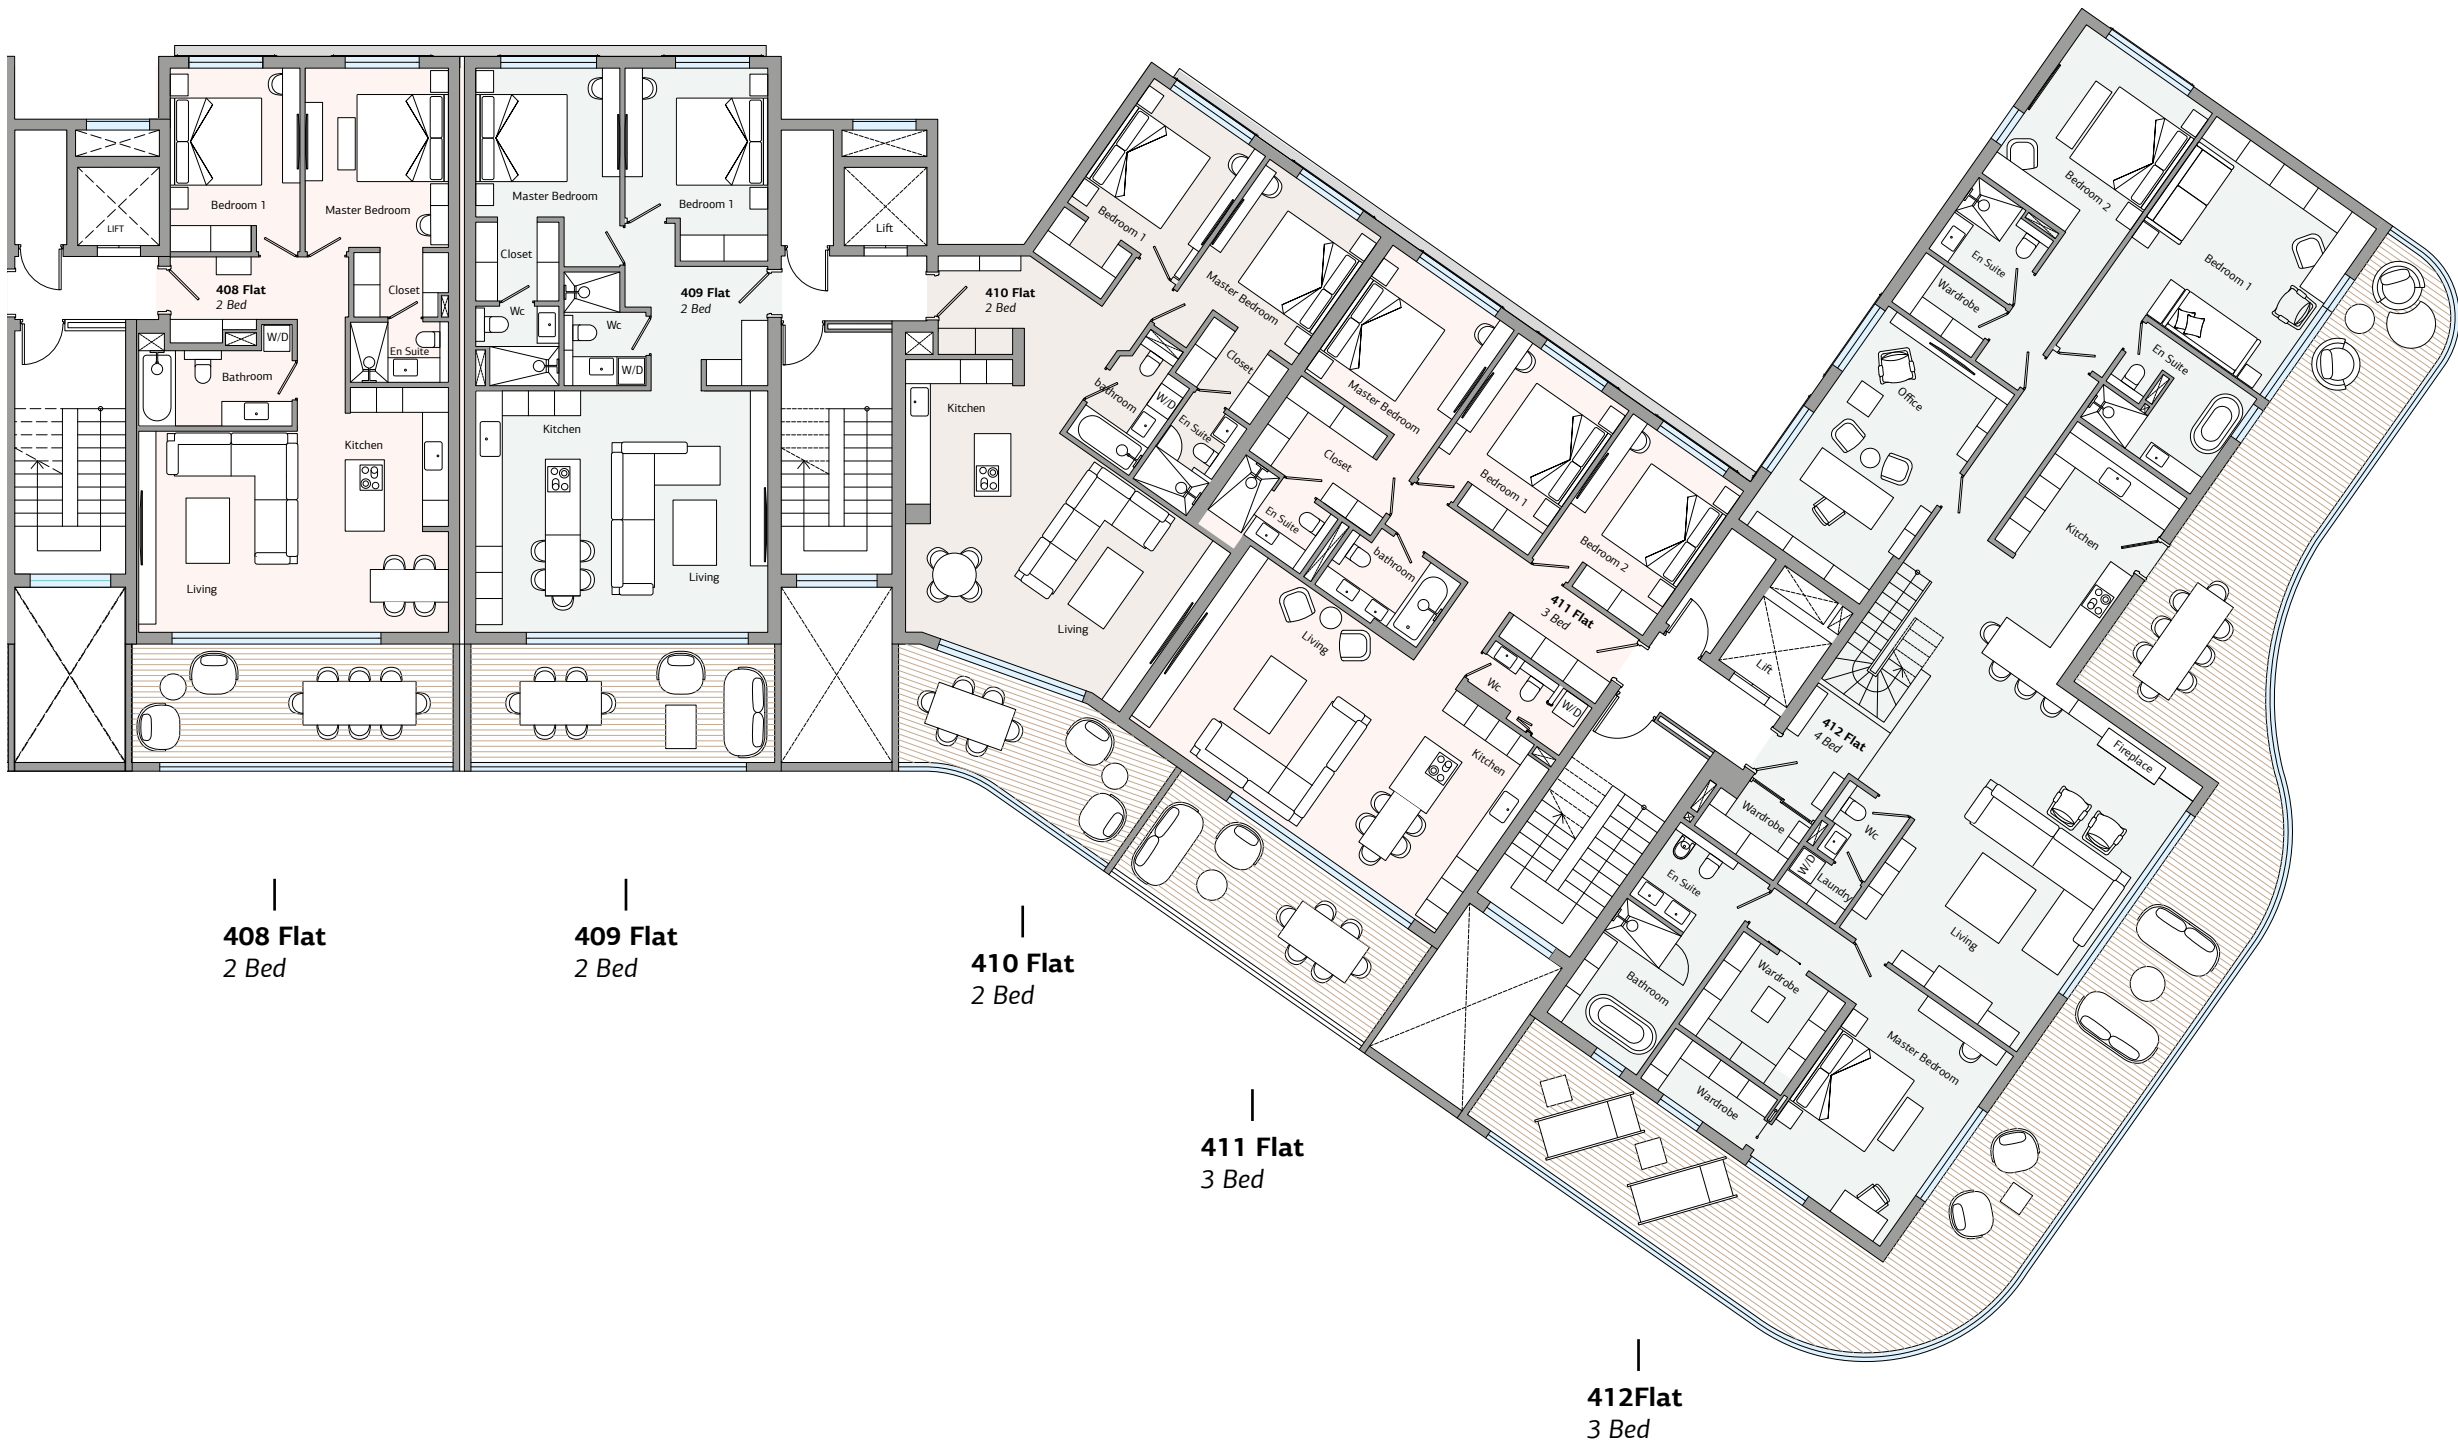 Bedroom 1
Master Bedroom
LIFT
408 Flat
2 Bed
Closet
W/D
En Suite
Bathroom
Kitchen
Living
Master Bedroom
Bedroom 1
Closet
409 Flat
2 Bed
Wc
Wc
W/D
Kitchen
Living
Lift
410 Flat
2 Bed
Bedroom 1
Master Bedroom
Closet
bathroom
W/D
En Suite
Kitchen
Living
Master Bedroom
Closet
Bedroom 1
En Suite
bathroom
Bedroom 2
411 Flat
3 Bed
Living
Wc
W/D
Kitchen
Lift
Bedroom 2
Bedroom 1
En Suite
Wardrobe
En Suite
Office
Kitchen
412 Flat
4 Bed
Fireplace
Wardrobe
Wc
W/D
Laundry
En Suite
Living
Bathroom
Wardrobe
Master Bedroom
Wardrobe
408 Flat
2 Bed
409 Flat
2 Bed
410 Flat
2 Bed
411 Flat
3 Bed
412Flat
3 Bed